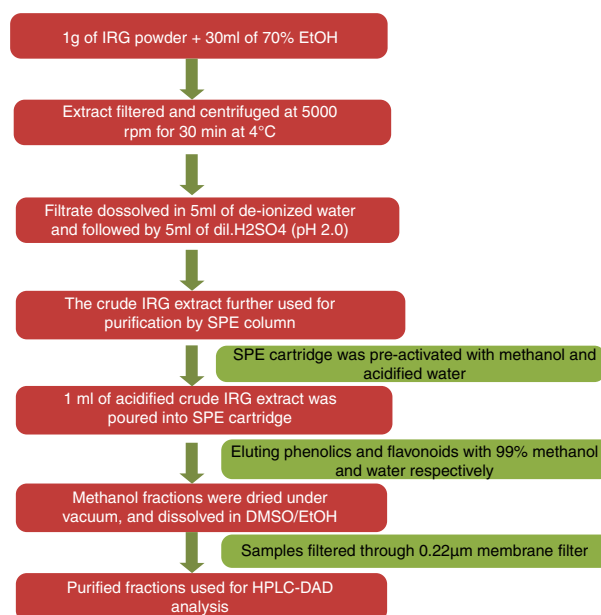 1g of IRG powder + 30ml of 70% EtOH
Extract filtered and centrifuged at 5000
rpm for 30 min at 4°C
Filtrate dossolved in 5ml of de-ionized water
and followed by 5ml of dil.H2SO4 (pH 2.0)
The crude IRG extract further used for
purification by SPE column
SPE cartridge was pre-activated with methanol and
acidified water
1 ml of acidified crude IRG extract was
poured into SPE cartridge
Eluting phenolics and flavonoids with 99% methanol
and water respectively
Methanol fractions were dried under
vacuum, and dissolved in DMSO/EtOH
Samples filtered through 0.22µm membrane filter
Purified fractions used for HPLC-DAD
analysis